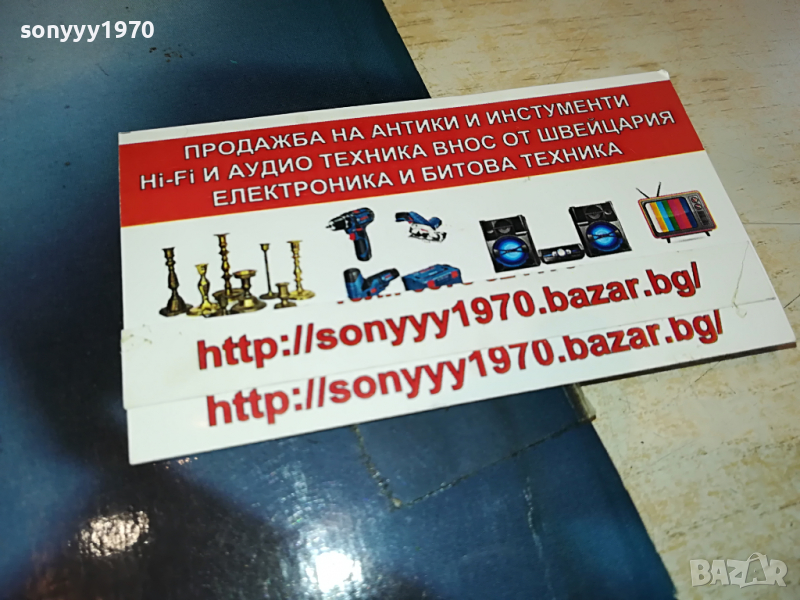 sonyyy1970
ПРОДАЖБА НА АНТИКИ И ИНСТУМЕНТИ
Hi-Fi И АУДИО ТЕХНИКА ВНОС ОТ ШВЕЙЦАРИЯ
ЕЛЕКТРОНИКА И БИТОВА ТЕХНИКА
http://sonyyy1970.bazar.bg/
http://sonyyy1970.bazar.bg/
BAZAR